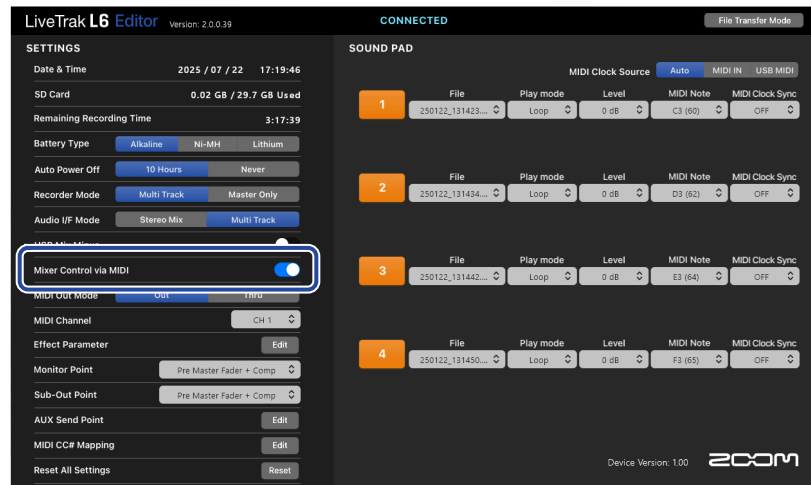 LiveTrak L6 Editor Version: 2.0.0.39 CONNECTED File Transfer Mode
SETTINGS
Date & Time 2025 / 07 / 22 17:19:46
SD Card 0.02 GB / 29.7 GB Used
Remaining Recording Time 3:17:39
Battery Type Alkaline Ni-MH Lithium
Auto Power Off 10 Hours Never
Recorder Mode Multi Track Master Only
Audio I/F Mode Stereo Mix Multi Track
USB Mix Minus
Mixer Control via MIDI
MIDI Out Mode Out Thru
MIDI Channel CH 1
Effect Parameter Edit
Monitor Point Pre Master Fader + Comp
Sub-Out Point Pre Master Fader + Comp
AUX Send Point Edit
MIDI CC# Mapping Edit
Reset All Settings Reset
SOUND PAD
MIDI Clock Source Auto MIDI IN USB MIDI
File Play mode Level MIDI Note MIDI Clock Sync
1 250122_131423.... Loop 0 dB C3 (60) OFF
File Play mode Level MIDI Note MIDI Clock Sync
2 250122_131434.... Loop 0 dB D3 (62) OFF
File Play mode Level MIDI Note MIDI Clock Sync
3 250122_131442.... Loop 0 dB E3 (64) OFF
File Play mode Level MIDI Note MIDI Clock Sync
4 250122_131450.... Loop 0 dB F3 (65) OFF
Device Version: 1.00 ZOOM